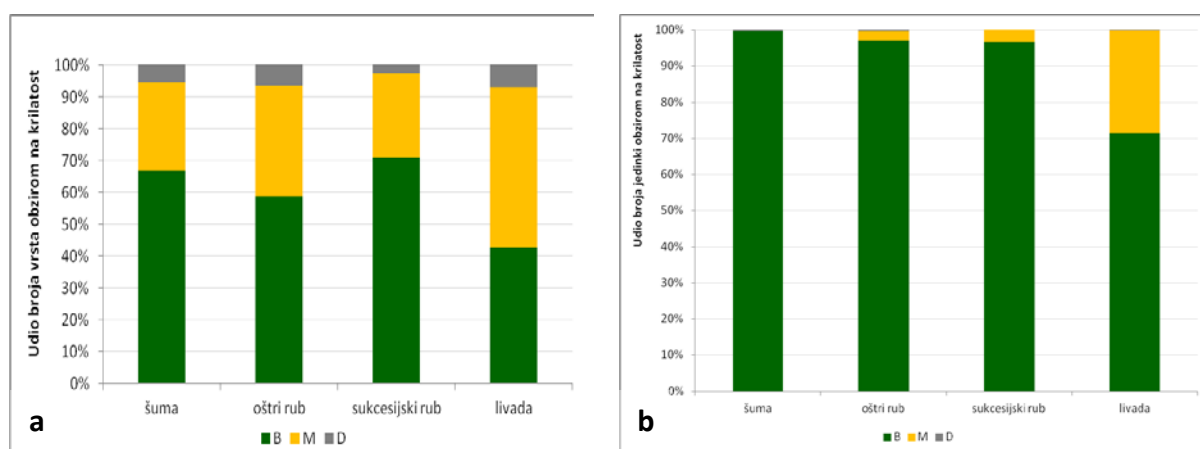 Udio broja vrsta obzirom na krilatost
100%
90%
80%
70%
60%
50%
40%
30%
20%
10%
0%
šuma oštri rub sukcesijski rub livada
B M D
a
Udio broja jedinki obzirom na krilatost
100%
90%
80%
70%
60%
50%
40%
30%
20%
10%
0%
šuma oštri rub sukcesijski rub livada
B M D
b